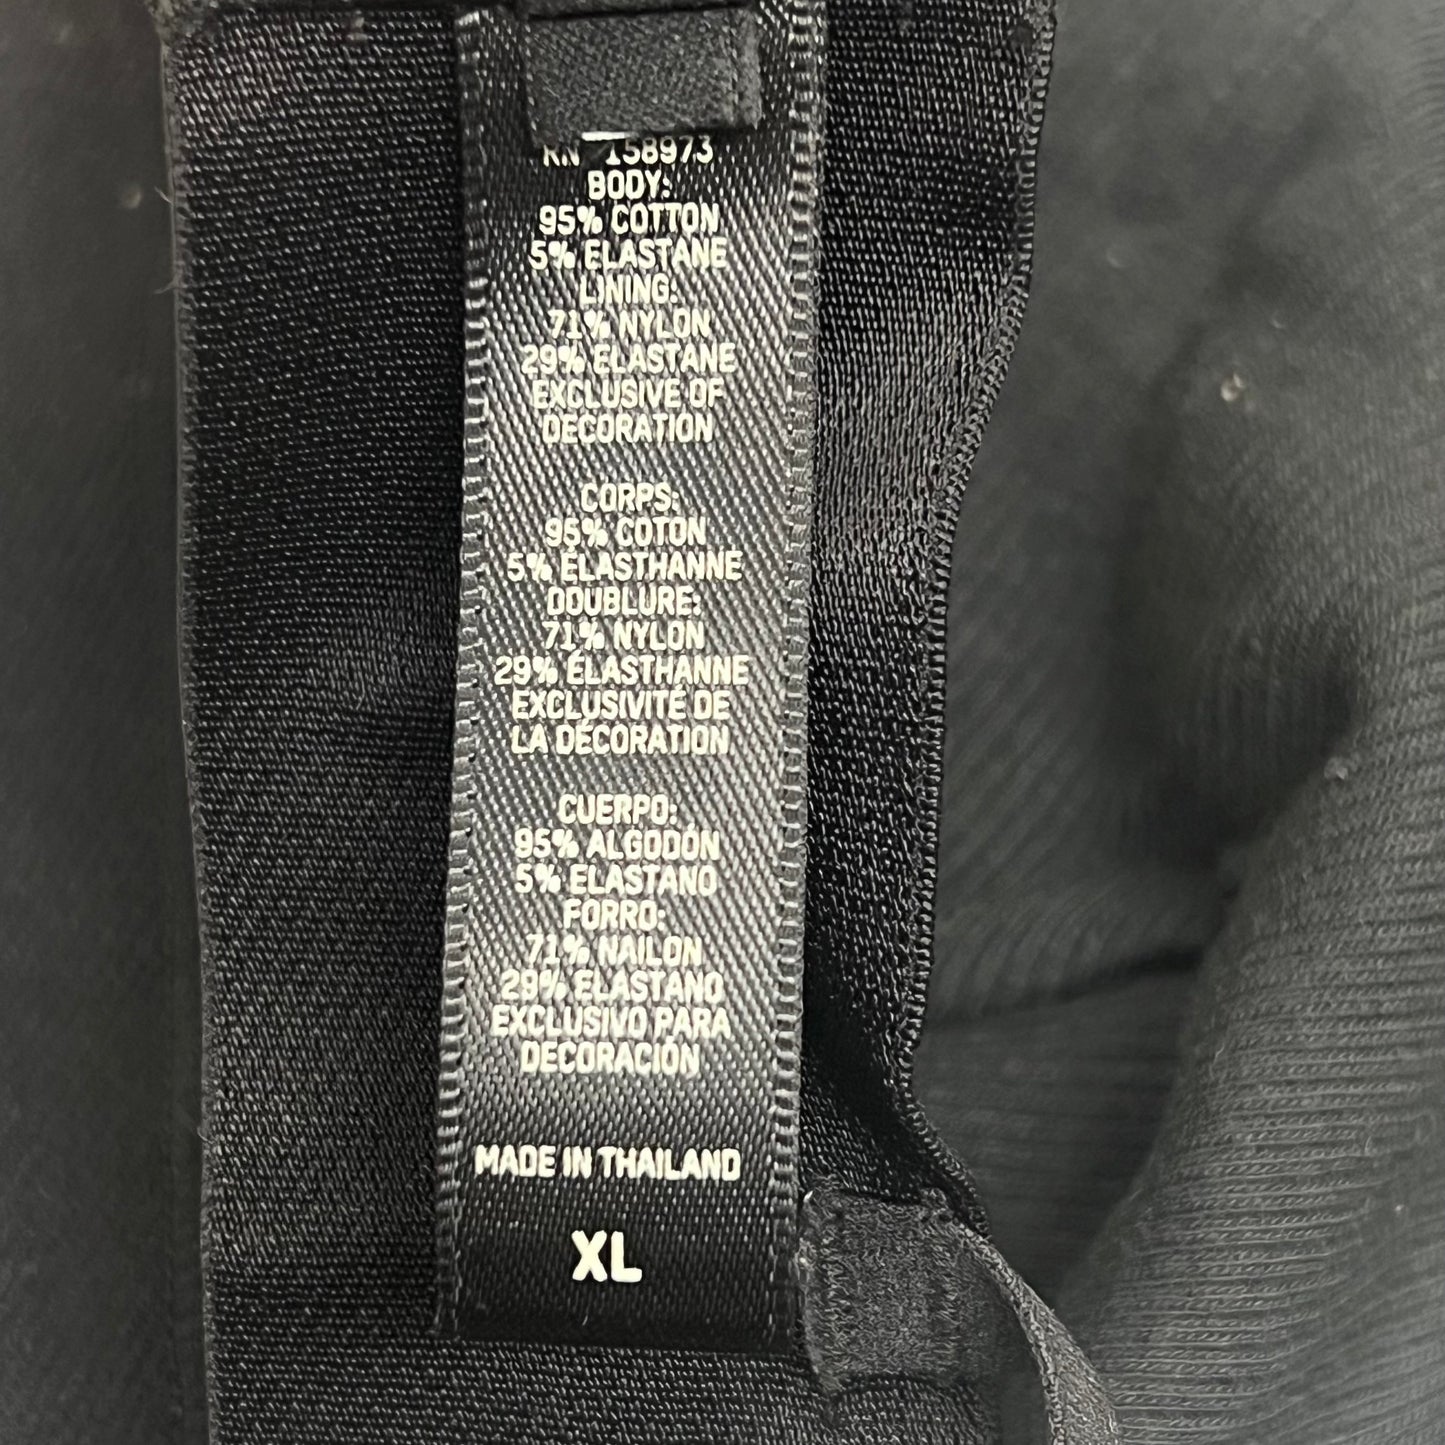 RN 158973
BODY:
95% COTTON
5% ELASTANE
LINING:
71% NYLON
29% ELASTANE
EXCLUSIVE OF
DECORATION
CORPS:
95% COTON
5% ÉLASTHANNE
DOUBLURE:
71% NYLON
29% ÉLASTHANNE
EXCLUSIVITÉ DE
LA DÉCORATION
CUERPO:
95% ALGODÓN
5% ELASTANO
FORRO:
71% NAILON
29% ELASTANO
EXCLUSIVO PARA
DECORACIÓN
MADE IN THAILAND
XL